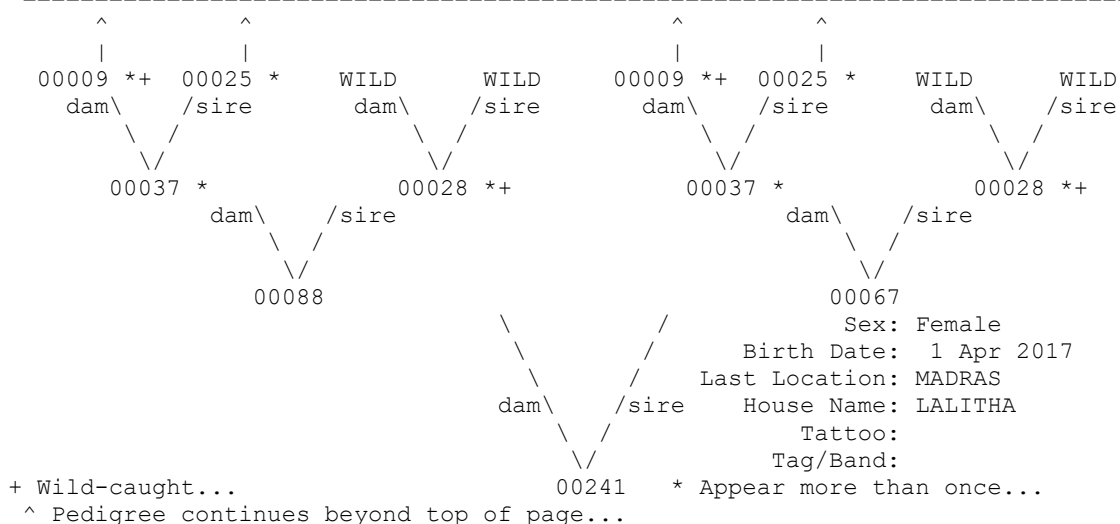 ^ ^ ^ ^
| | | |
00009 *+ 00025 * WILD WILD 00009 *+ 00025 * WILD WILD
dam\ /sire dam\ /sire dam\ /sire dam\ /sire
\ / \ / \ / \ /
\/ \/ \/ \/
00037 * 00028 *+ 00037 * 00028 *+
dam\ /sire dam\ /sire
\ / \ /
\/ \/
00088 00067
\ / Sex: Female
\ / Birth Date: 1 Apr 2017
\ / Last Location: MADRAS
dam\ /sire House Name: LALITHA
\ / Tattoo:
\/ Tag/Band:
+ Wild-caught... 00241 * Appear more than once...
^ Pedigree continues beyond top of page...